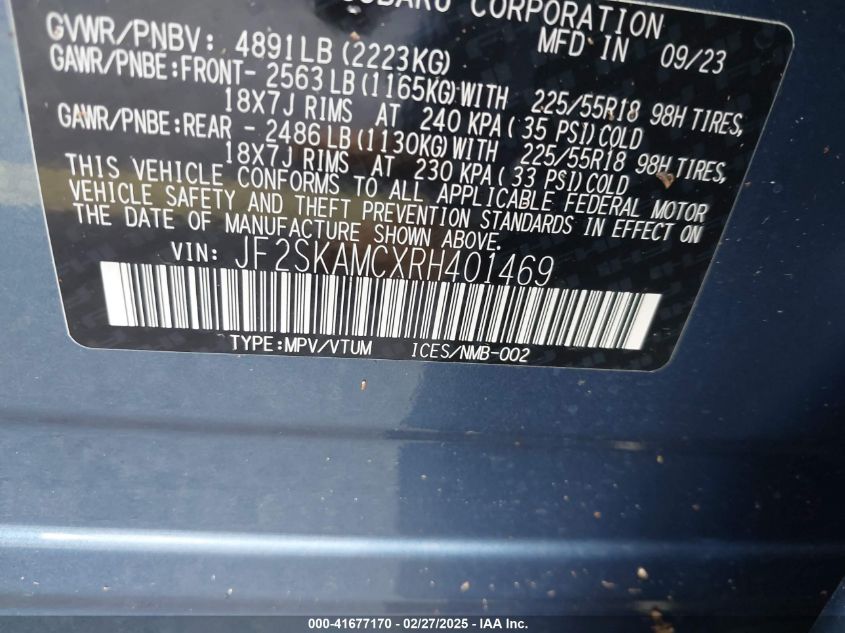 SUBARU CORPORATION
MFD IN 09/23
GVWR/PNBV: 4891LB (2223KG)
GAWR/PNBE:FRONT- 2563LB (1165KG)WITH 225/55R18 98H TIRES,
18X7J RIMS AT 240 KPA( 35 PSI)COLD
GAWR/PNBE:REAR - 2486LB (1130KG)WITH 225/55R18 98H TIRES,
18X7J RIMS AT 230 KPA( 33 PSI)COLD
THIS VEHICLE CONFORMS TO ALL APPLICABLE FEDERAL MOTOR
VEHICLE SAFETY AND THEFT PREVENTION STANDARDS IN EFFECT ON
THE DATE OF MANUFACTURE SHOWN ABOVE.
VIN: JF2SKAMCXRH401469
TYPE:MPV/VTUM ICES/NMB-002
000-41677170 - 02/27/2025 - IAA Inc.